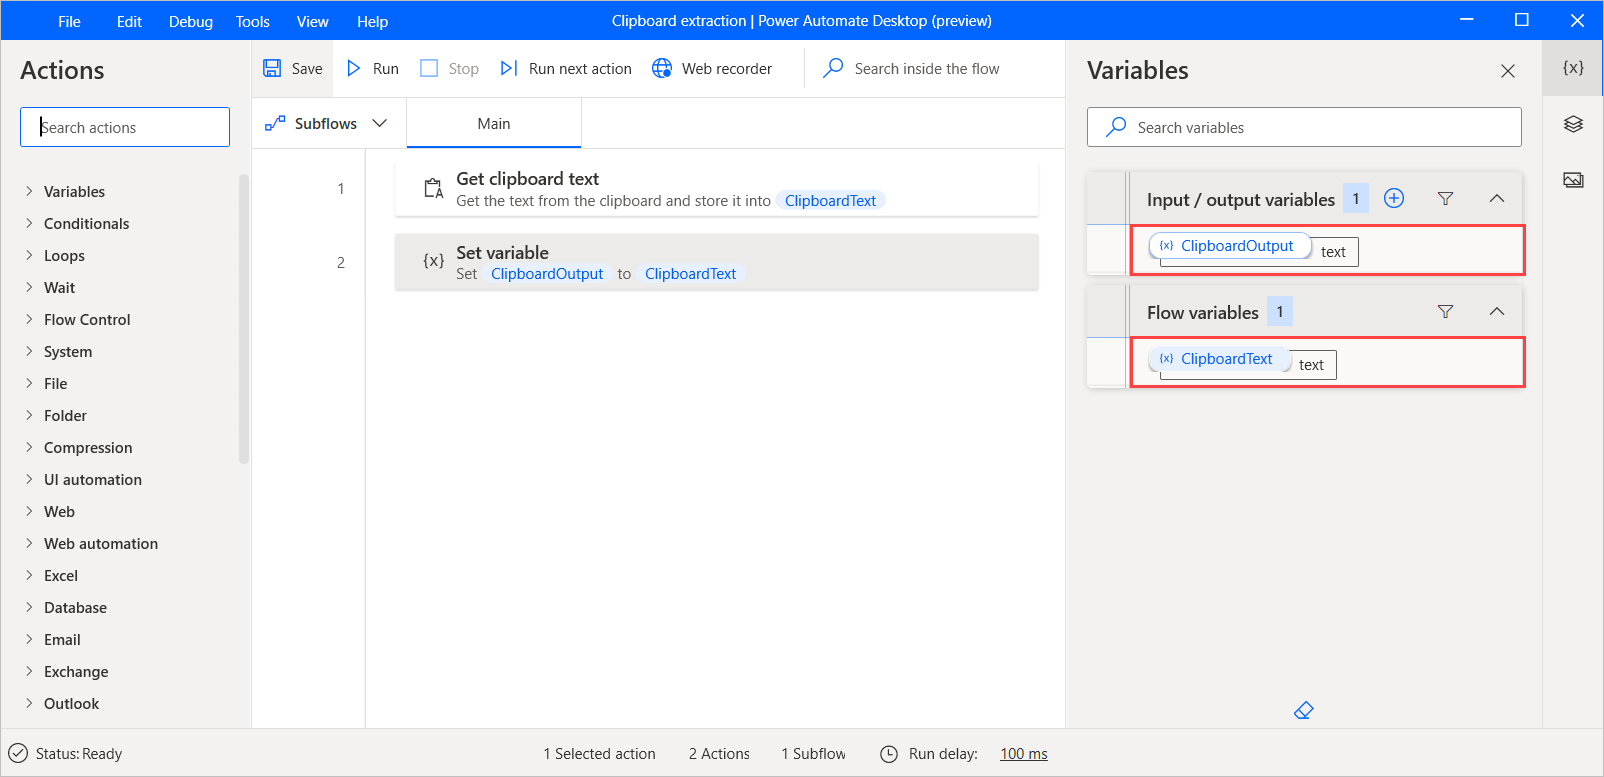 File Edit Debug Tools View Help Clipboard extraction | Power Automate Desktop (preview)
Actions
Search actions
Variables
Conditionals
Loops
Wait
Flow Control
System
File
Folder
Compression
UI automation
Web
Web automation
Excel
Database
Email
Exchange
Outlook
Save Run Stop Run next action Web recorder Search inside the flow
Subflows Main
1 Get clipboard text
Get the text from the clipboard and store it into ClipboardText
2 {x} Set variable
Set ClipboardOutput to ClipboardText
Variables
{x}
Search variables
Input / output variables 1
{x} ClipboardOutput text
Flow variables 1
{x} ClipboardText text
Status: Ready 1 Selected action 2 Actions 1 Subflow Run delay: 100 ms